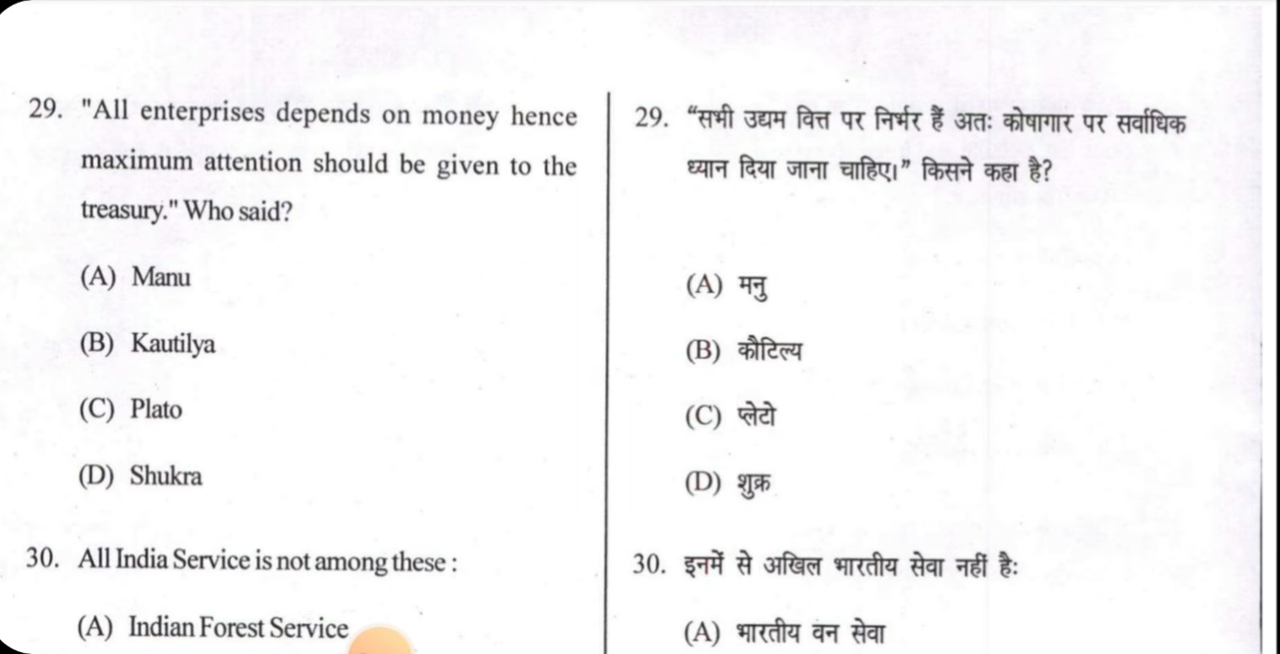 29. "All enterprises depends on money hence
maximum attention should be given to the
treasury." Who said?
(A) Manu
(B) Kautilya
(C) Plato
(D) Shukra
30. All India Service is not among these :
(A) Indian Forest Service
29. “सभी उद्यम वित्त पर निर्भर हैं अतः कोषागार पर सर्वाधिक
ध्यान दिया जाना चाहिए।” किसने कहा है?
(A) मनु
(B) कौटिल्य
(C) प्लेटो
(D) शुक्र
30. इनमें से अखिल भारतीय सेवा नहीं है:
(A) भारतीय वन सेवा